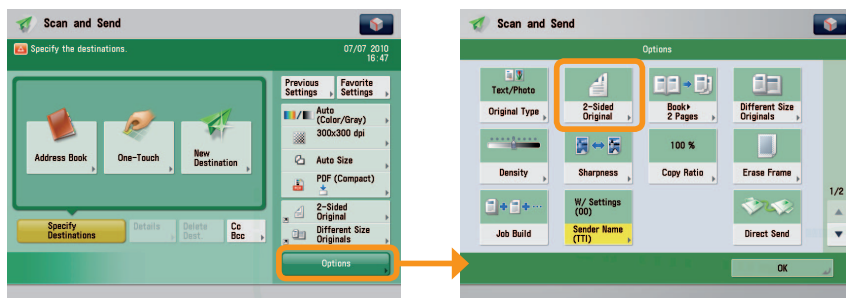 Scan and Send
Specify the destinations.
07/07 2010
16:47
Previous
Settings
Favorite
Settings
Auto
(Color/Gray)
300x300 dpi
Auto Size
PDF (Compact)
2-Sided
Original
Different Size
Originals
Options
Address Book
One-Touch
New
Destination
Specify
Destinations
Details
Delete
Dest.
Cc
Bcc
Scan and Send
Options
Text/Photo
Original Type
2-Sided
Original
Book▸
2 Pages
Different Size
Originals
Density
Sharpness
100 %
Copy Ratio
Erase Frame
1/2
Job Build
W/ Settings
(00)
Sender Name
(TTI)
Direct Send
OK